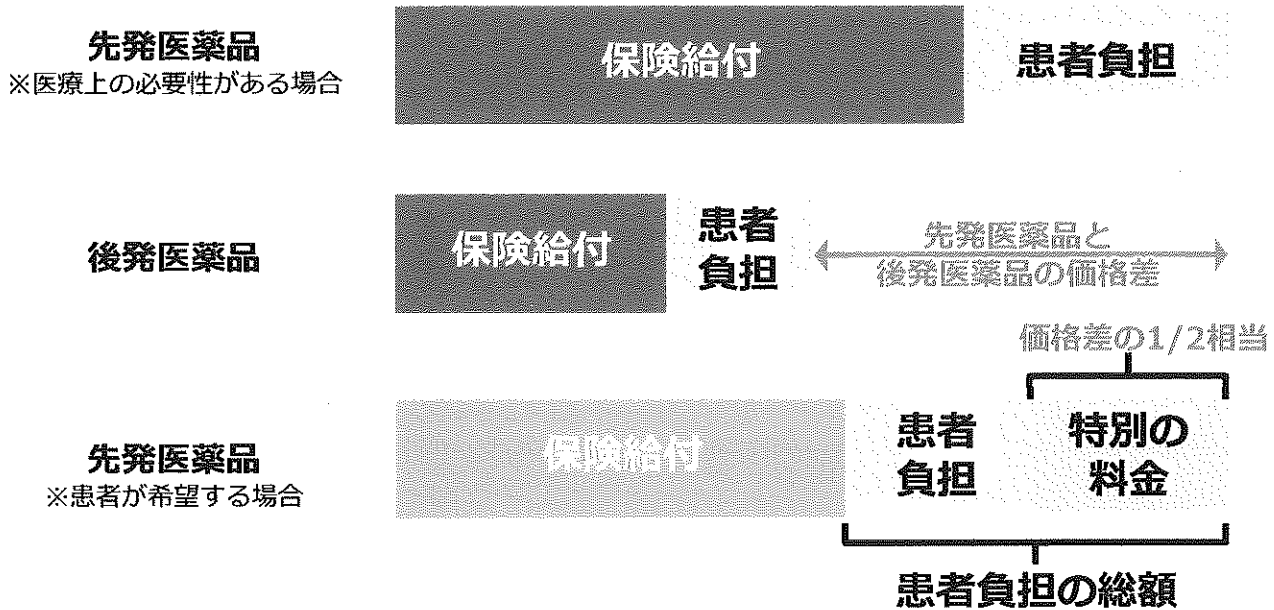 先発医薬品
※医療上の必要性がある場合
保険給付
患者負担
後発医薬品
保険給付
患者
負担
先発医薬品と
後発医薬品の価格差
価格差の1/2相当
先発医薬品
※患者が希望する場合
保険給付
患者
負担
特別の
料金
患者負担の総額